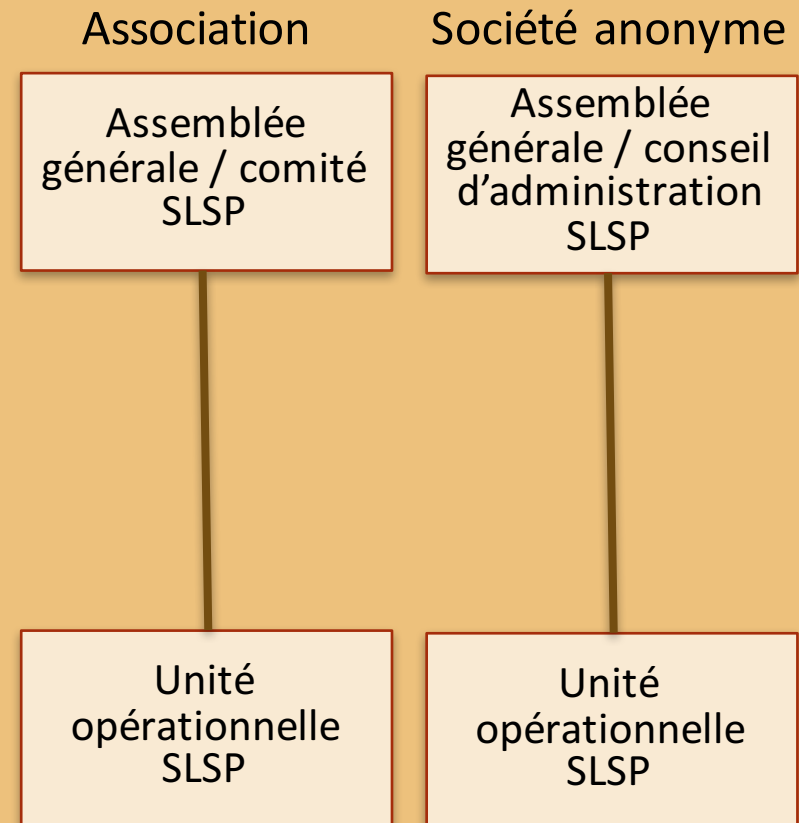 Association
Société anonyme
Assemblée
générale / comité
SLSP
Assemblée
générale / conseil
d’administration
SLSP
Unité
opérationnelle
SLSP
Unité
opérationnelle
SLSP